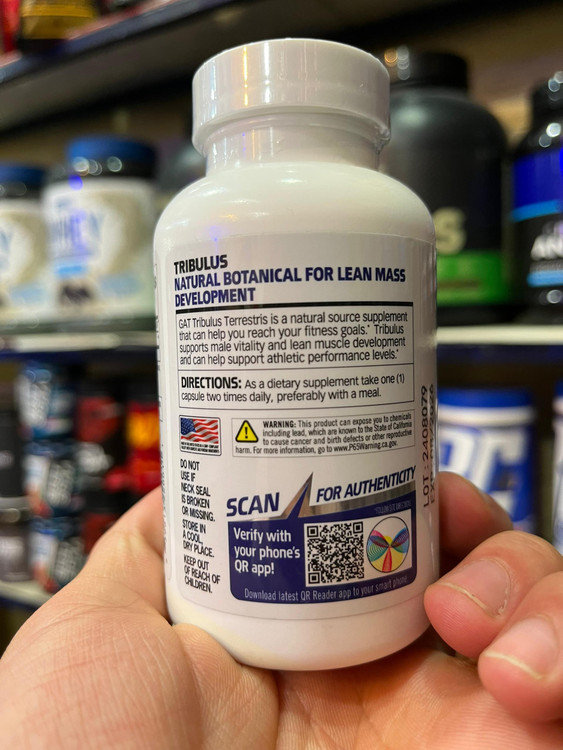 TRIBULUS
NATURAL BOTANICAL FOR LEAN MASS
DEVELOPMENT
GAT Tribulus Terrestris is a natural source supplement
that can help you reach your fitness goals.* Tribulus
supports male vitality and lean muscle development
and can help support athletic performance levels.*
DIRECTIONS: As a dietary supplement take one (1)
capsule two times daily, preferably with a meal.
WARNING: This product can expose you to chemicals
including lead, which are known to the State of California
to cause cancer and birth defects or other reproductive
harm. For more information, go to www.P65Warning.ca.gov.
DO NOT
USE IF
NECK SEAL
IS BROKEN
OR MISSING.
STORE IN
A COOL,
DRY PLACE.
KEEP OUT
OF REACH OF
CHILDREN.
SCAN FOR AUTHENTICITY
Verify with
your phone's
QR app!
Download latest QR Reader app to your smart phone
LOT : 2408079